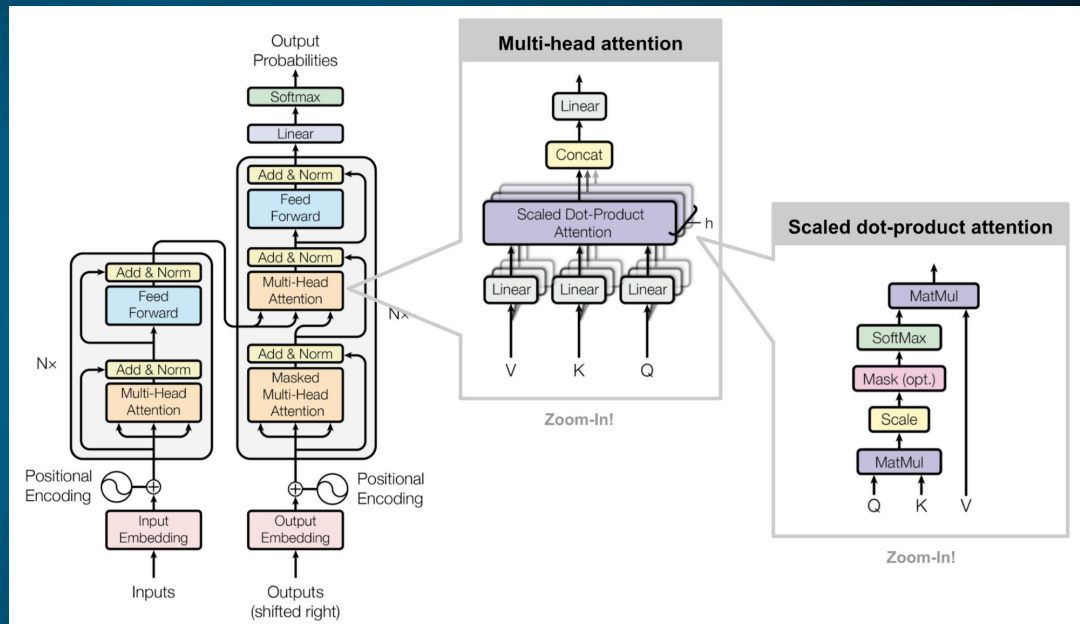 Output
Probabilities
Softmax
Linear
Add & Norm
Feed
Forward
Add & Norm
Multi-Head
Attention
Add & Norm
Masked
Multi-Head
Attention
Nx
Positional
Encoding
Output
Embedding
Outputs
(shifted right)
Add & Norm
Feed
Forward
Add & Norm
Multi-Head
Attention
Nx
Positional
Encoding
Input
Embedding
Inputs
Multi-head attention
Linear
Concat
Scaled Dot-Product
Attention
h
Linear Linear Linear
V K Q
Zoom-In!
Scaled dot-product attention
MatMul
SoftMax
Mask (opt.)
Scale
MatMul
Q K V
Zoom-In!